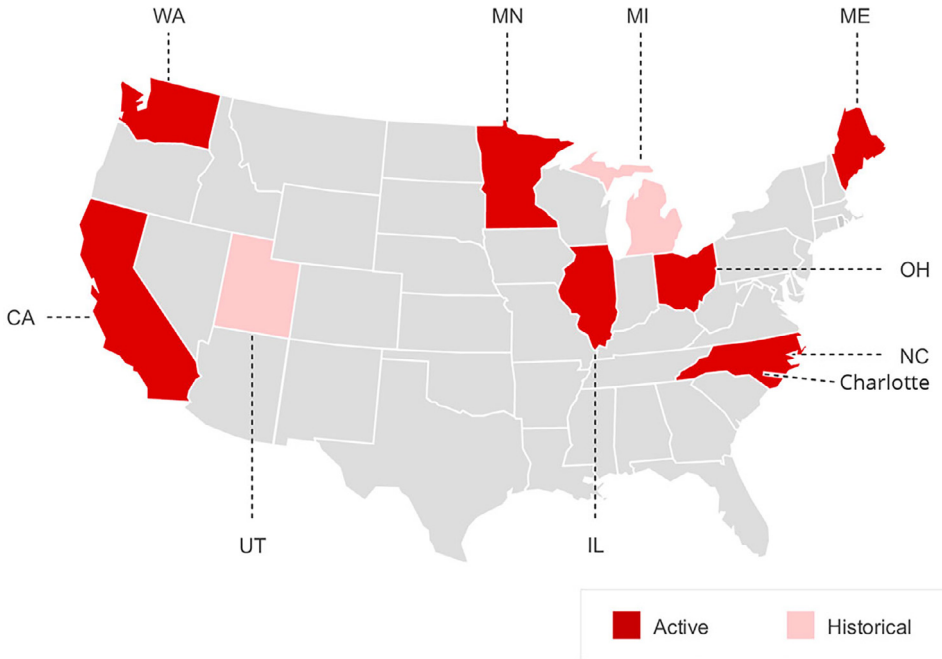 WA
MN
MI
ME
OH
CA
NC
Charlotte
UT
IL
Active
Historical